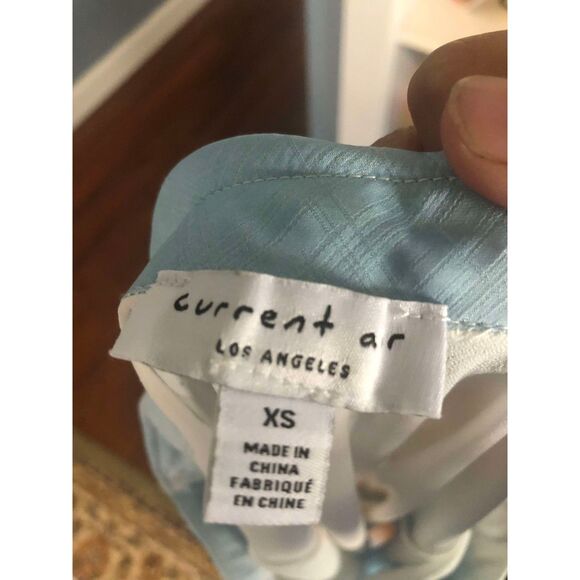 current air
LOS ANGELES
XS
MADE IN
CHINA
FABRIQUÉ
EN CHINE